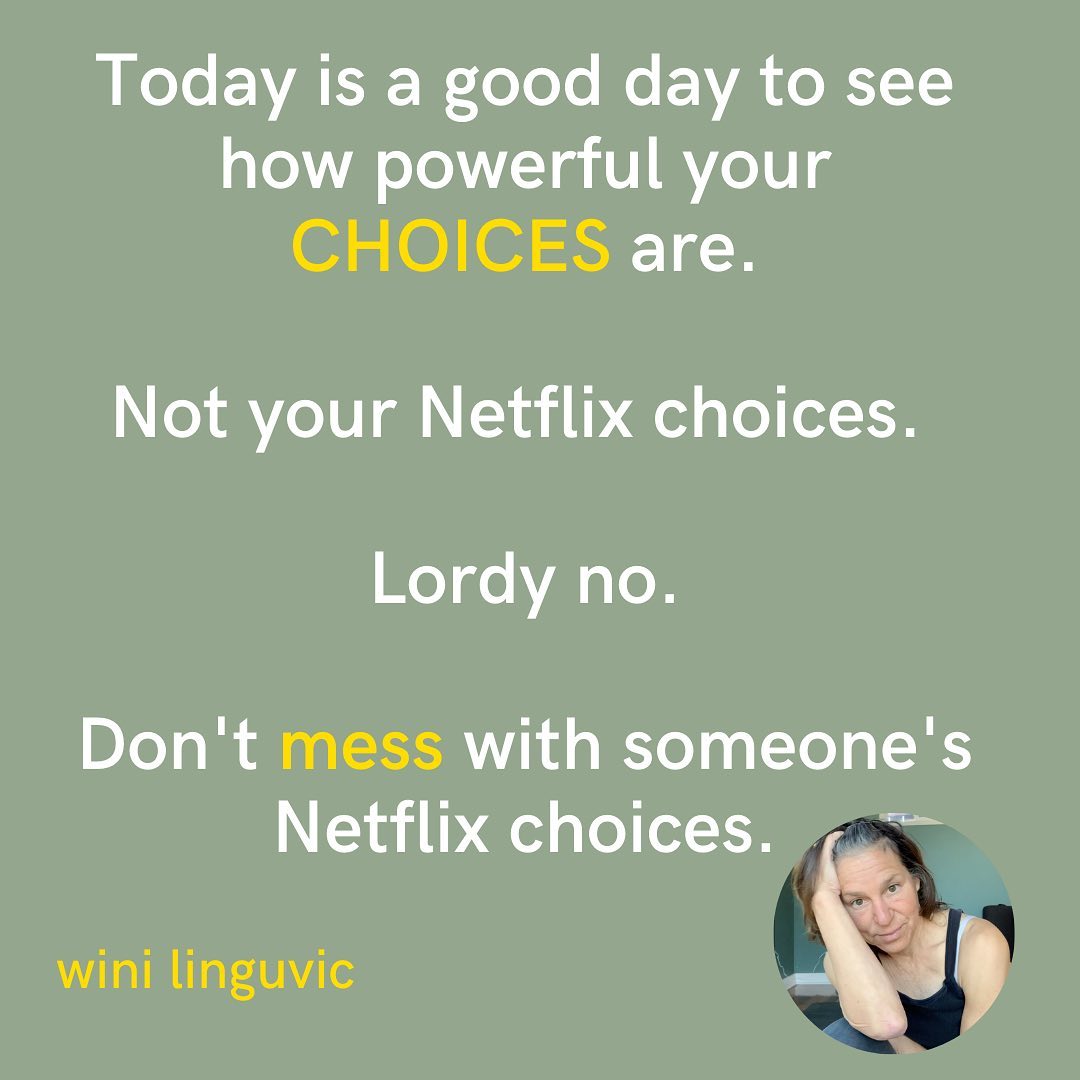 Today is a good day to see
how powerful your
CHOICES are.
Not your Netflix choices.
Lordy no.
Don't mess with someone's
Netflix choices.
wini linguvic